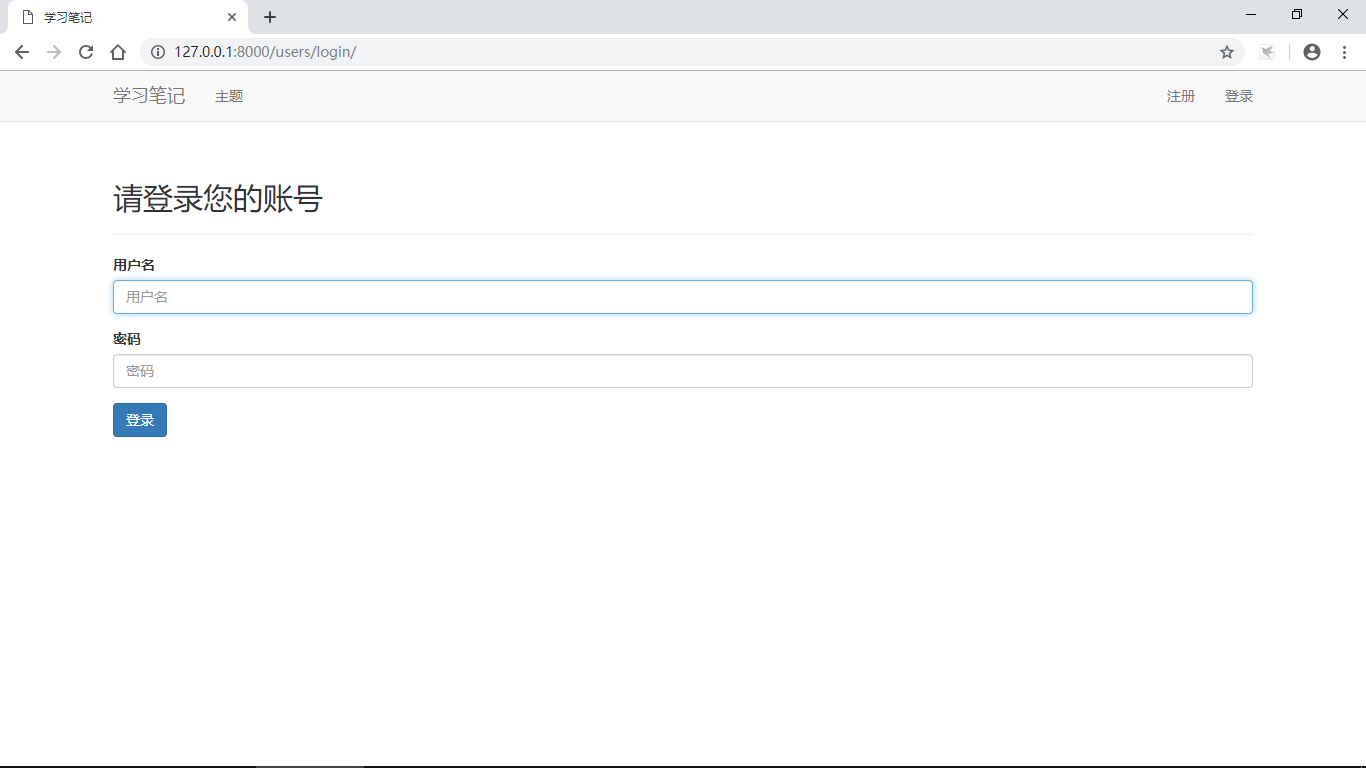 学习笔记
127.0.0.1:8000/users/login/
学习笔记 主题 注册 登录
请登录您的账号
用户名
用户名
密码
密码
登录